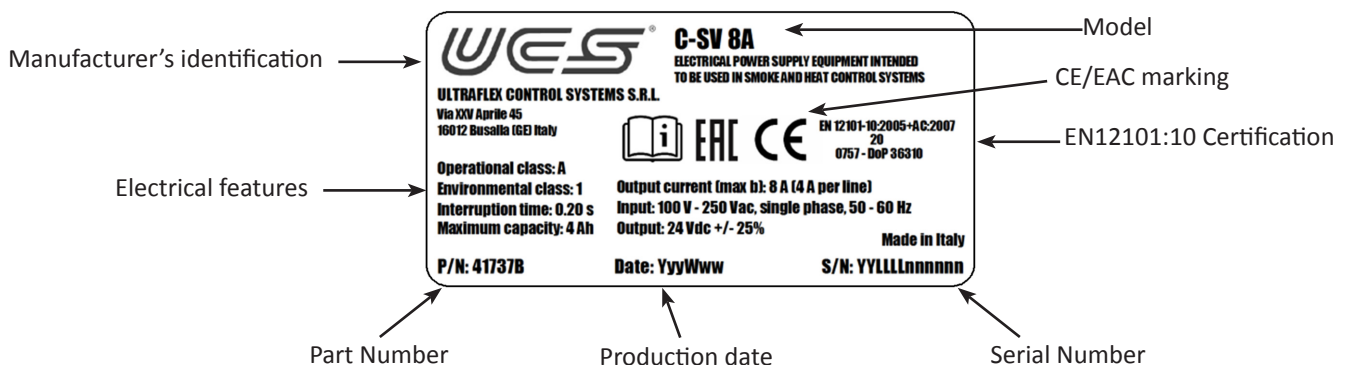 UCS®
C-SV 8A
Model
ELECTRICAL POWER SUPPLY EQUIPMENT INTENDED
TO BE USED IN SMOKE AND HEAT CONTROL SYSTEMS
Manufacturer's identification
CE/EAC marking
ULTRAFLEX CONTROL SYSTEMS S.R.L.
Via XXV Aprile 45
16012 Busalla (GE) Italy
i
EAC CE
EN 12101-10:2005+AC:2007
20
0757 - DoP 36310
EN12101:10 Certification
Electrical features
Operational class: A
Environmental class: 1
Interruption time: 0.20 s
Maximum capacity: 4 Ah
Output current (max b): 8 A (4 A per line)
Input: 100 V - 250 Vac, single phase, 50 - 60 Hz
Output: 24 Vdc +/- 25%
Made in Italy
P/N: 41737B
Date: YyyWww
S/N: YYLLLLnnnnnn
Part Number
Production date
Serial Number